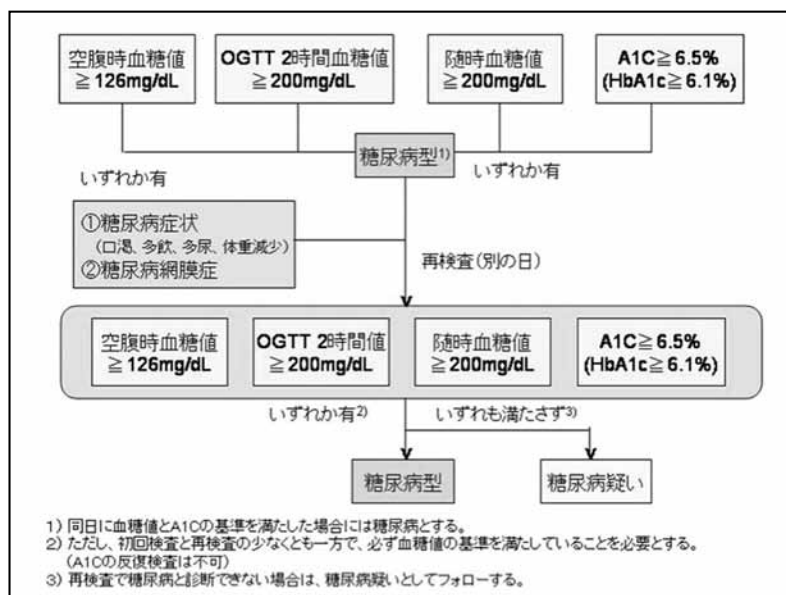 空腹時血糖値
≧126mg/dL
OGTT 2時間血糖値
≧200mg/dL
随時血糖値
≧200mg/dL
A1C≧6.5%
(HbA1c≧6.1%)
糖尿病型1)
いずれか有
いずれか有
①糖尿病症状
(口渇、多飲、多尿、体重減少)
②糖尿病網膜症
再検査(別の日)
空腹時血糖値
≧126mg/dL
OGTT 2時間値
≧200mg/dL
随時血糖値
≧200mg/dL
A1C≧6.5%
(HbA1c≧6.1%)
いずれか有2)
いずれも満たさず3)
糖尿病型
糖尿病疑い
1) 同日に血糖値とA1Cの基準を満たした場合には糖尿病とする。
2) ただし、初回検査と再検査の少なくとも一方で、必ず血糖値の基準を満たしていることを必要とする。
(A1Cの反復検査は不可)
3) 再検査で糖尿病と診断できない場合は、糖尿病疑いとしてフォローする。